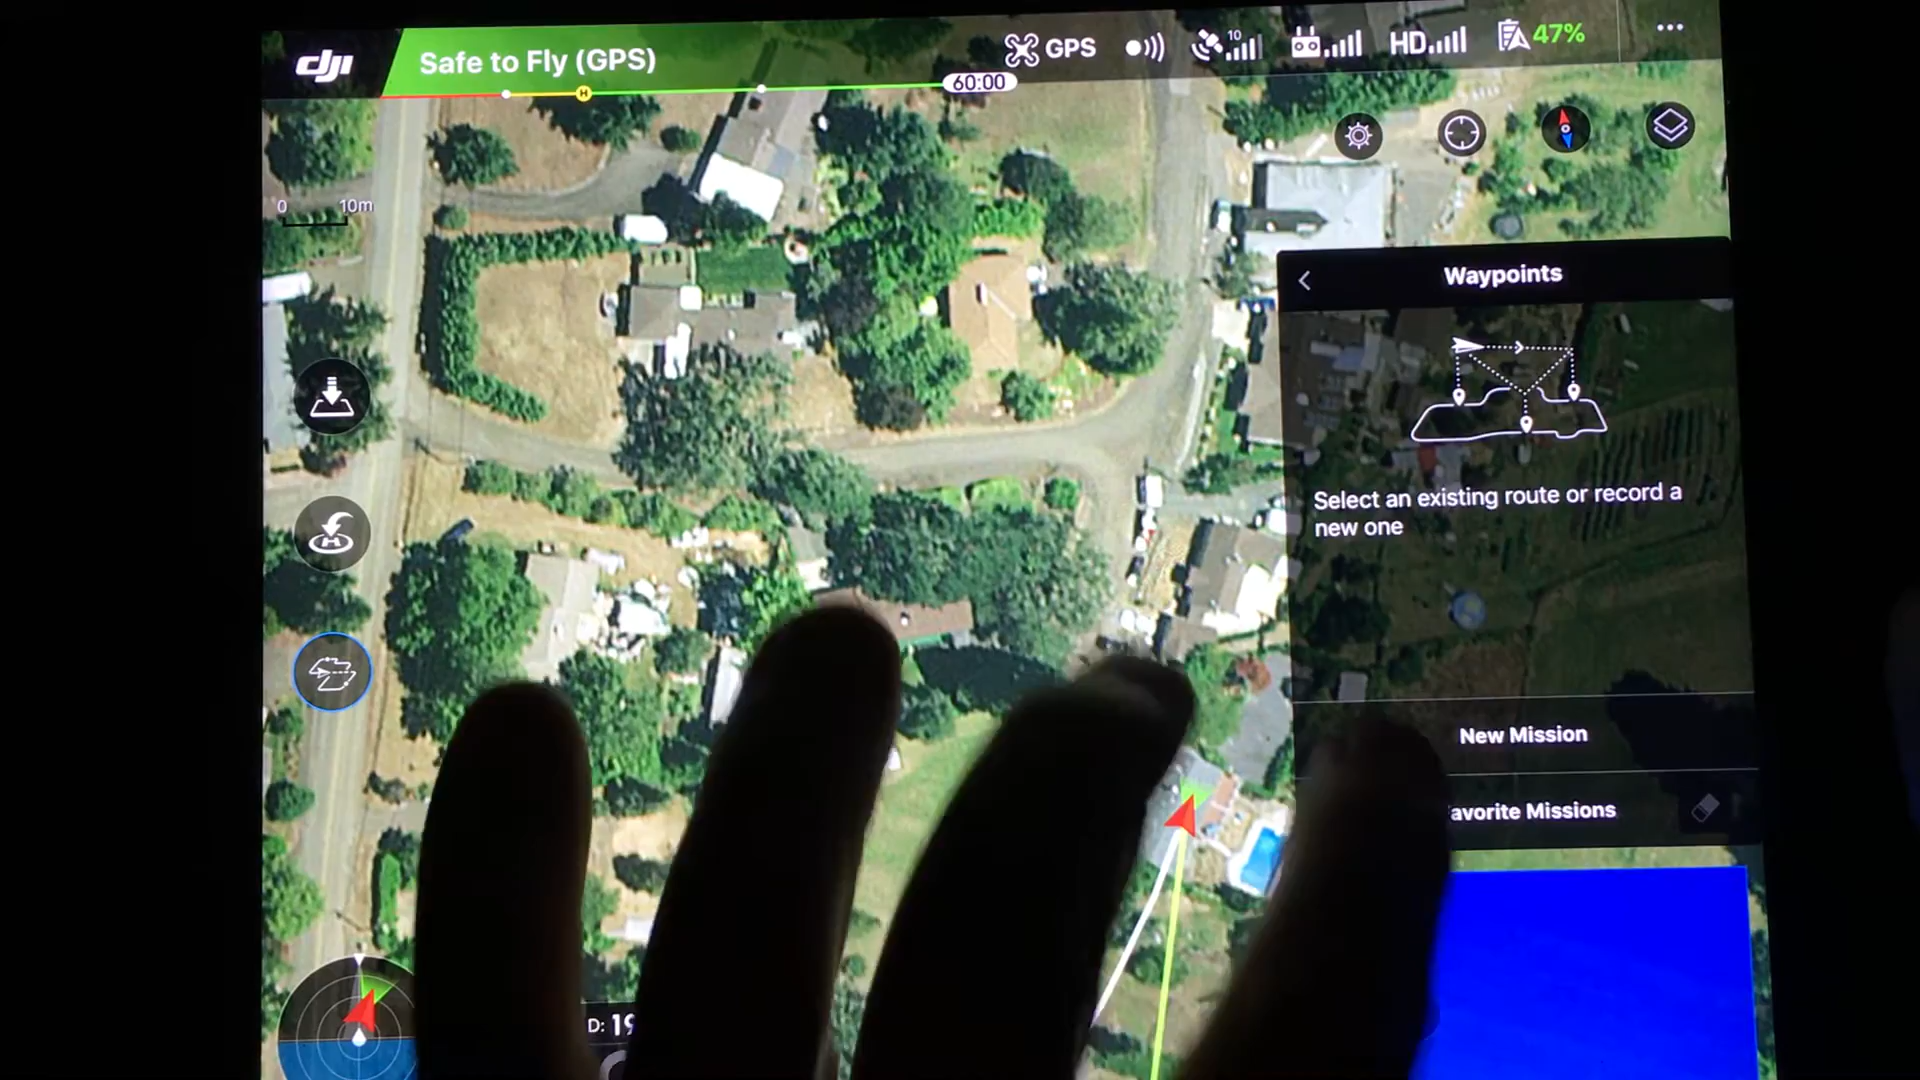 dji
Safe to Fly (GPS)
GPS
10
HD
47%
60:00
H
0 10m
Waypoints
Select an existing route or record a
new one
H
New Mission
avorite Missions
D: 19